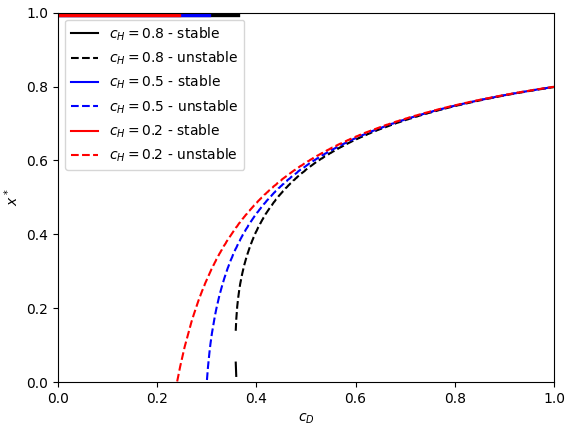 1.0
0.8
0.6
0.4
0.2
0.0
x*
c_H = 0.8 - stable
c_H = 0.8 - unstable
c_H = 0.5 - stable
c_H = 0.5 - unstable
c_H = 0.2 - stable
c_H = 0.2 - unstable
0.0 0.2 0.4 0.6 0.8 1.0
c_D